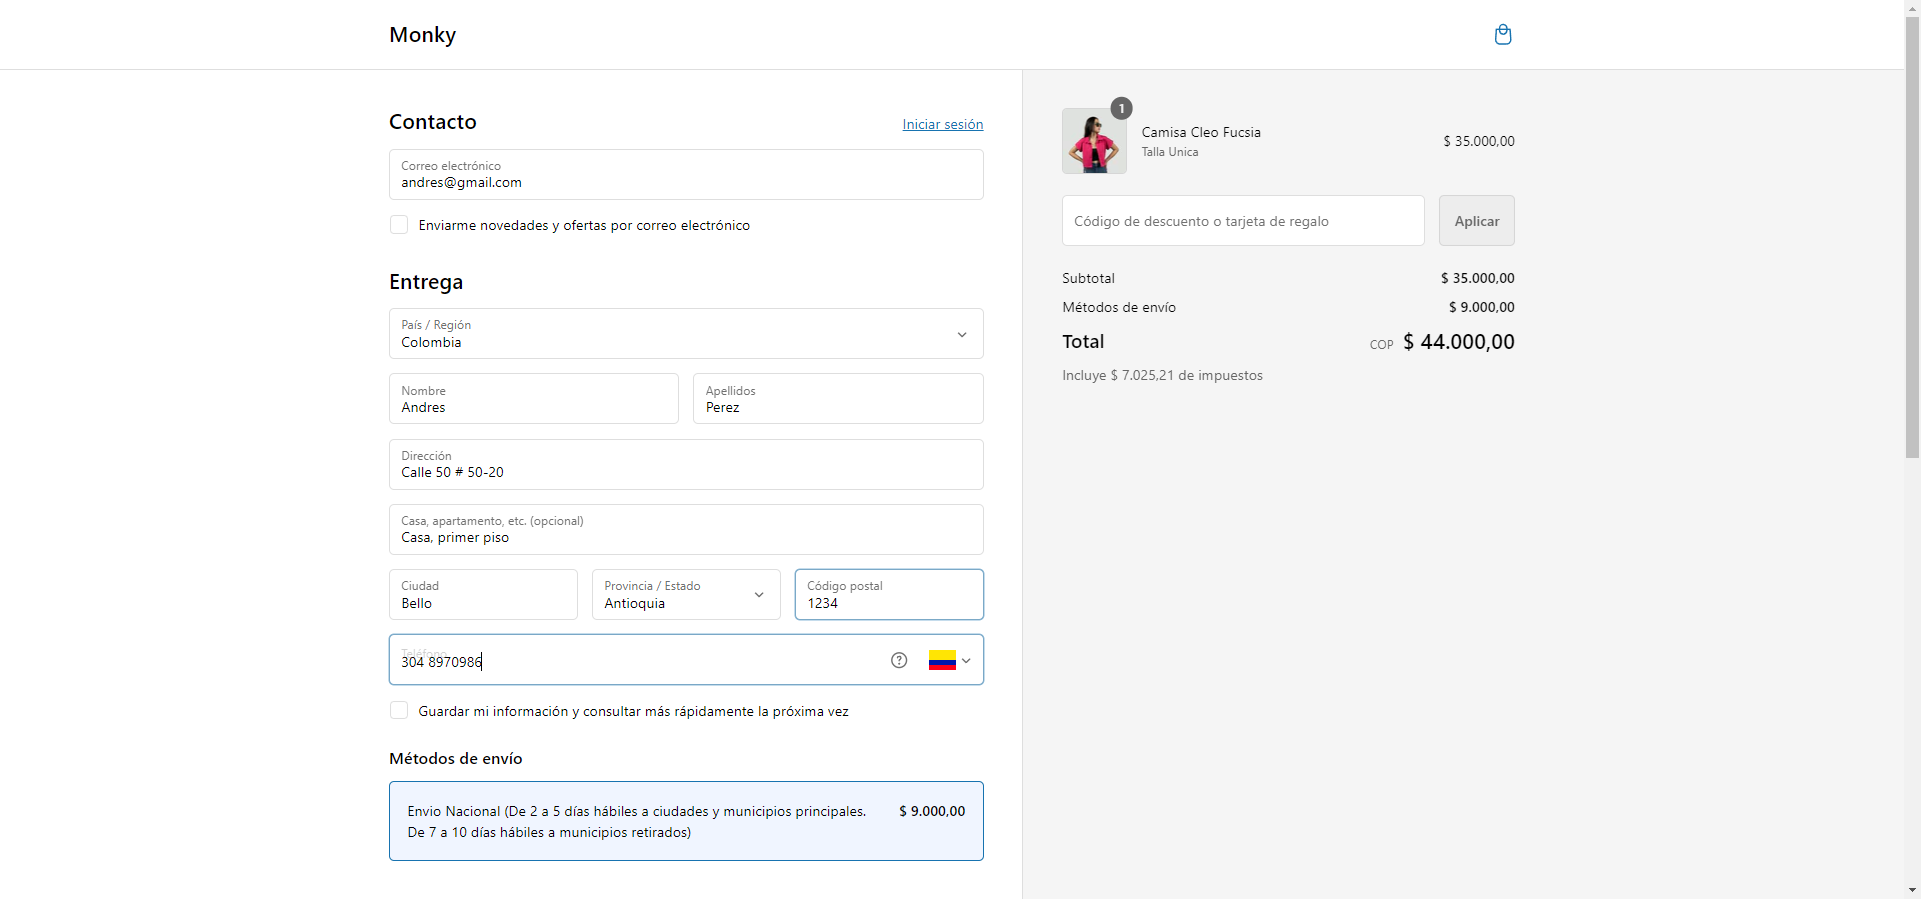 Monky
Contacto
Iniciar sesión
Correo electrónico
andres@gmail.com
Enviarme novedades y ofertas por correo electrónico
Entrega
País / Región
Colombia
Nombre
Andres
Apellidos
Perez
Dirección
Calle 50 # 50-20
Casa, apartamento, etc. (opcional)
Casa, primer piso
Ciudad
Bello
Provincia / Estado
Antioquia
Código postal
1234
Teléfono
304 8970986
Guardar mi información y consultar más rápidamente la próxima vez
Métodos de envío
Envio Nacional (De 2 a 5 días hábiles a ciudades y municipios principales. $ 9.000,00
De 7 a 10 días hábiles a municipios retirados)
1
Camisa Cleo Fucsia
Talla Unica
$ 35.000,00
Código de descuento o tarjeta de regalo
Aplicar
Subtotal $ 35.000,00
Métodos de envío $ 9.000,00
Total COP $ 44.000,00
Incluye $ 7.025,21 de impuestos